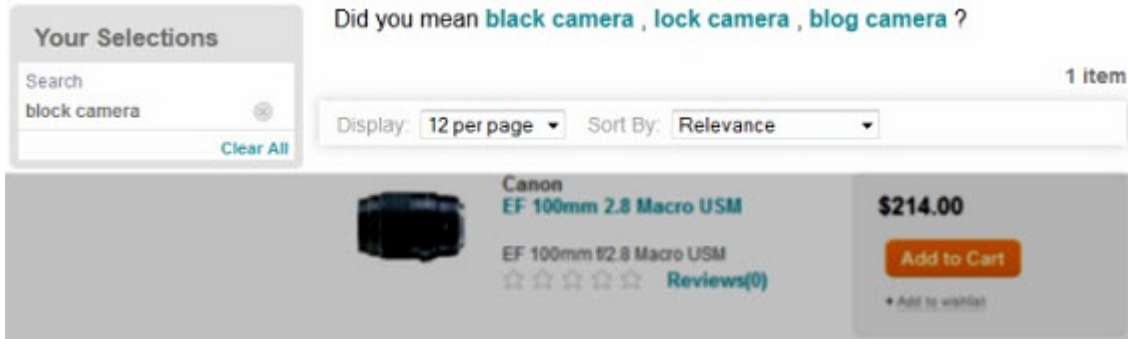 Your Selections
Search
block camera
Clear All
Did you mean black camera , lock camera , blog camera ?
1 item
Display: 12 per page Sort By: Relevance
Canon
EF 100mm 2.8 Macro USM
EF 100mm f/2.8 Macro USM
Reviews(0)
$214.00
Add to Cart
Add to wishlist